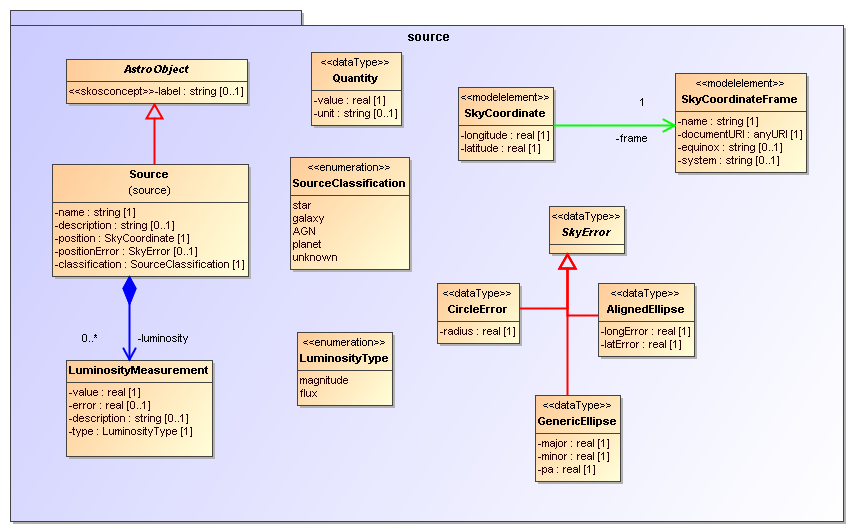 source
AstroObject
<<skosconcept>>-label : string [0..1]
<<dataType>>
Quantity
-value : real [1]
-unit : string [0..1]
<<modelelement>>
SkyCoordinate
-longitude : real [1]
-latitude : real [1]
1
-frame
<<modelelement>>
SkyCoordinateFrame
-name : string [1]
-documentURI : anyURI [1]
-equinox : string [0..1]
-system : string [0..1]
Source
(source)
-name : string [1]
-description : string [0..1]
-position : SkyCoordinate [1]
-positionError : SkyError [0..1]
-classification : SourceClassification [1]
<<enumeration>>
SourceClassification
star
galaxy
AGN
planet
unknown
<<dataType>>
SkyError
<<dataType>>
CircleError
-radius : real [1]
<<dataType>>
AlignedEllipse
-longError : real [1]
-latError : real [1]
0..*
-luminosity
<<enumeration>>
LuminosityType
magnitude
flux
LuminosityMeasurement
-value : real [1]
-error : real [0..1]
-description : string [0..1]
-type : LuminosityType [1]
<<dataType>>
GenericEllipse
-major : real [1]
-minor : real [1]
-pa : real [1]